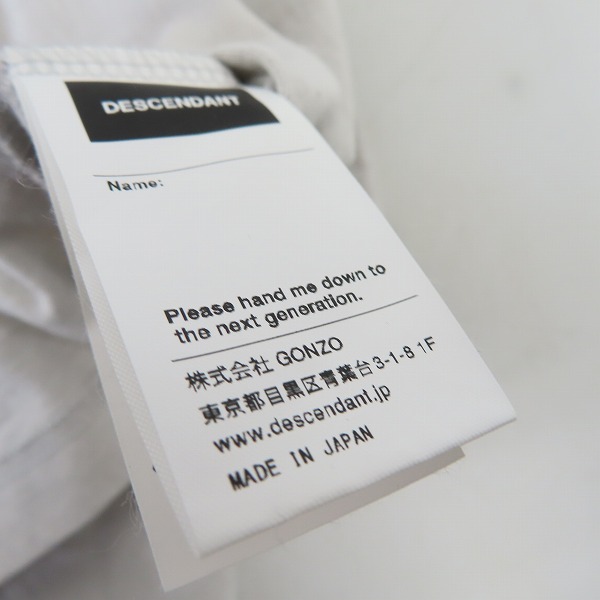 DESCENDANT
Name:
Please hand me down to
the next generation.
株式会社 GONZO
東京都目黒区青葉台3-1-8 1F
www.descendant.jp
MADE IN JAPAN